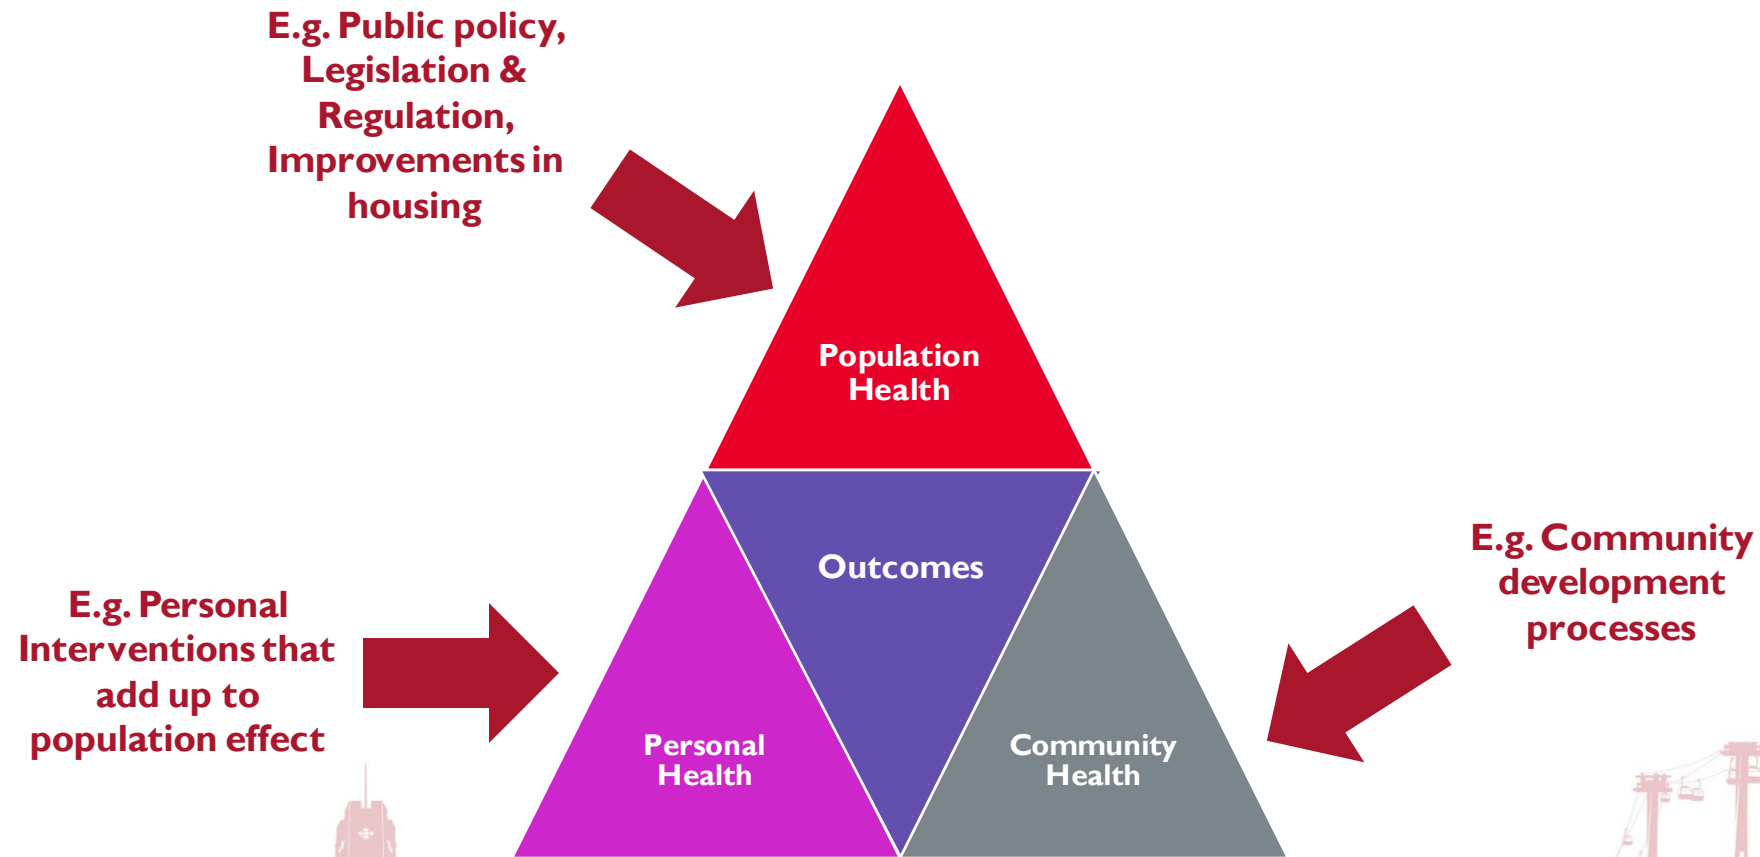 E.g. Public policy,
Legislation &
Regulation,
Improvements in
housing
Population
Health
Outcomes
E.g. Community
development
processes
E.g. Personal
Interventions that
add up to
population effect
Personal
Health
Community
Health